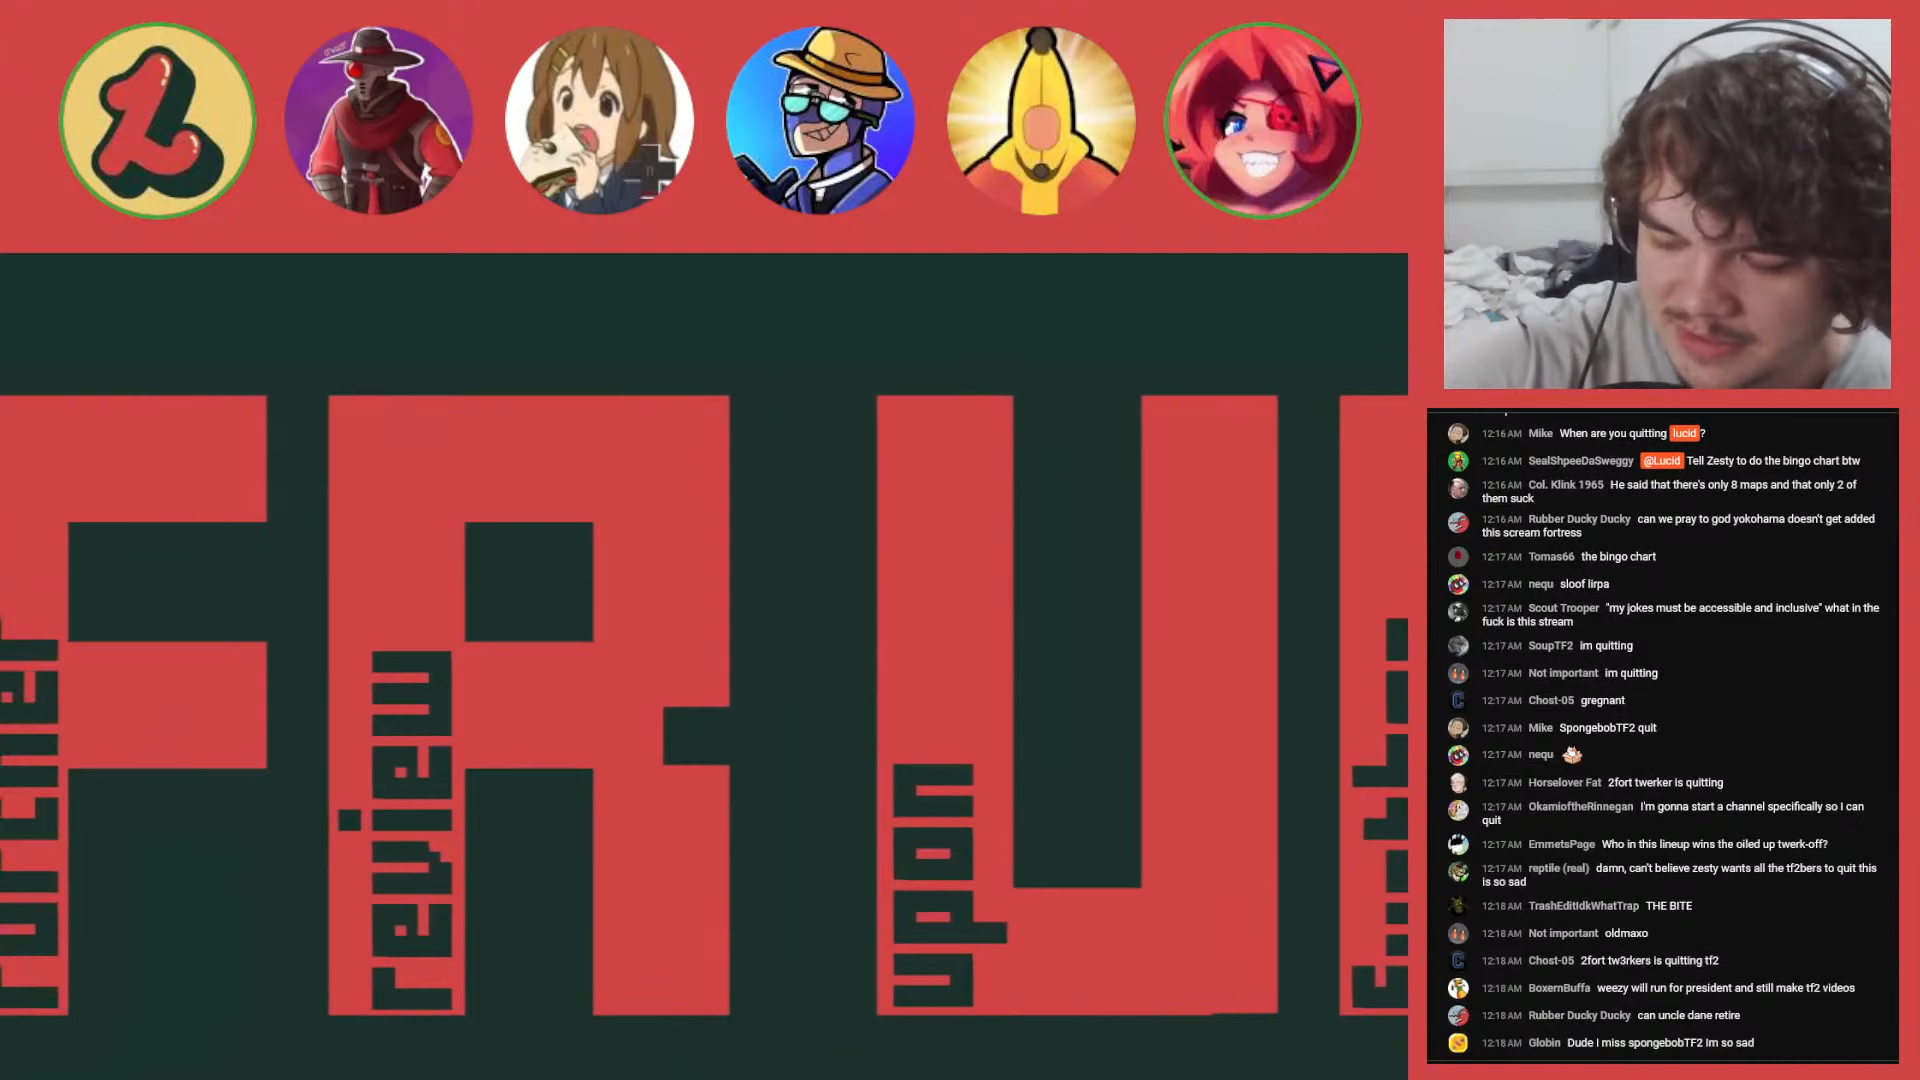 F R U
review
upon
12:16 AM Mike When are you quitting lucid ?
12:16 AM SealShpeeDaSweggy @Lucid Tell Zesty to do the bingo chart btw
12:16 AM Col. Klink 1965 He said that there's only 8 maps and that only 2 of
them suck
12:16 AM Rubber Ducky Ducky can we pray to god yokohama doesn't get added
this scream fortress
12:17 AM Tomas66 the bingo chart
12:17 AM nequ sloof lirpa
12:17 AM Scout Trooper "my jokes must be accessible and inclusive" what in the
fuck is this stream
12:17 AM SoupTF2 im quitting
12:17 AM Not important im quitting
12:17 AM Chost-05 gregnant
12:17 AM Mike SpongebobTF2 quit
12:17 AM nequ
12:17 AM Horselover Fat 2fort twerker is quitting
12:17 AM OkamioftheRinnegan I'm gonna start a channel specifically so I can
quit
12:17 AM EmmetsPage Who in this lineup wins the oiled up twerk-off?
12:17 AM reptile (real) damn, can't believe zesty wants all the tf2bers to quit this
is so sad
12:18 AM TrashEditIdkWhatTrap THE BITE
12:18 AM Not important oldmaxo
12:18 AM Chost-05 2fort tw3rkers is quitting tf2
12:18 AM BoxernBuffa weezy will run for president and still make tf2 videos
12:18 AM Rubber Ducky Ducky can uncle dane retire
12:18 AM Globin Dude I miss spongebobTF2 Im so sad